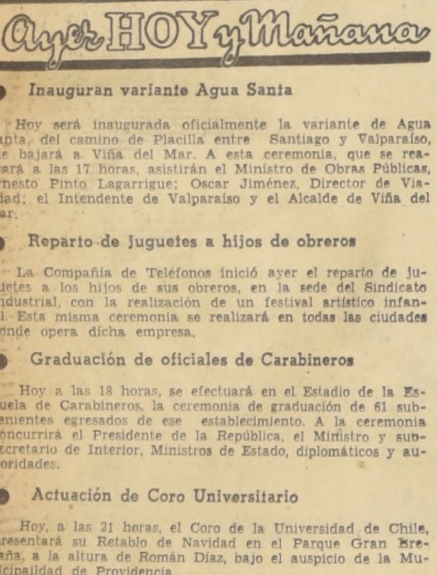 Ayer HOY y Mañana
Inauguran variante Agua Santa
Hoy será inaugurada oficialmente la variante de Agua
anta, del camino de Placilla entre Santiago y Valparaíso,
e bajará a Viña del Mar. A esta ceremonia, que se rea-
ará a las 17 horas, asistirán el Ministro de Obras Públicas,
rnesto Pinto Lagarrigue; Oscar Jiménez, Director de Via-
dad; el Intendente de Valparaíso y el Alcalde de Viña del
ar.
Reparto de juguetes a hijos de obreros
La Compañía de Teléfonos inició ayer el reparto de ju-
uetes a los hijos de sus obreros, en la sede del Sindicato
ndustrial, con la realización de un festival artístico infan-
l. Esta misma ceremonia se realizará en todas las ciudades
onde opera dicha empresa.
Graduación de oficiales de Carabineros
Hoy a las 18 horas, se efectuará en el Estadio de la Es-
uela de Carabineros, la ceremonia de graduación de 61 sub-
enientes egresados de ese establecimiento. A la ceremonia
oncurrirá el Presidente de la República, el Ministro y sub-
ecretario de Interior, Ministros de Estado, diplomáticos y au-
oridades.
Actuación de Coro Universitario
Hoy, a las 21 horas, el Coro de la Universidad de Chile,
resentará su Retablo de Navidad en el Parque Gran Bre-
aña, a la altura de Román Díaz, bajo el auspicio de la Mu-
icipaildad de Providencia